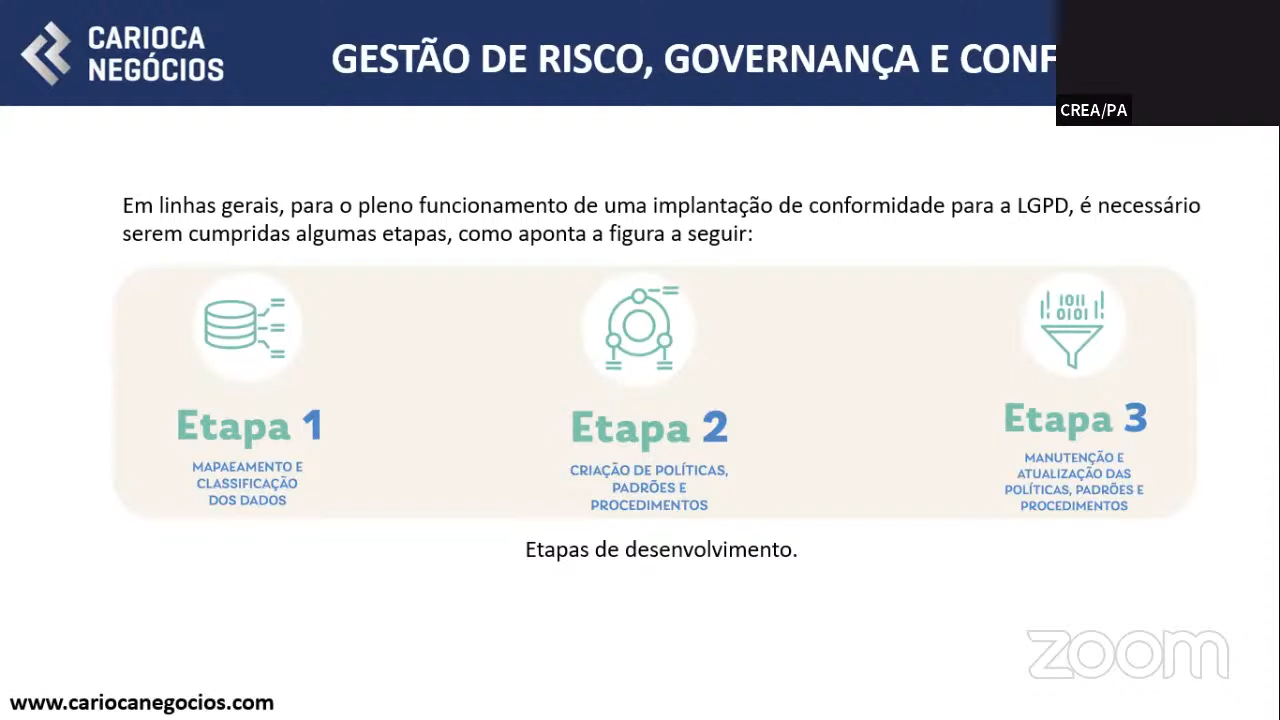 CARIOCA
NEGÓCIOS
GESTÃO DE RISCO, GOVERNANÇA E CONF
CREA/PA
Em linhas gerais, para o pleno funcionamento de uma implantação de conformidade para a LGPD, é necessário
serem cumpridas algumas etapas, como aponta a figura a seguir:
1011
0101
Etapa 1
MAPAEAMENTO E
CLASSIFICAÇÃO
DOS DADOS
Etapa 2
CRIAÇÃO DE POLÍTICAS,
PADRÕES E
PROCEDIMENTOS
Etapa 3
MANUTENÇÃO E
ATUALIZAÇÃO DAS
POLÍTICAS, PADRÕES E
PROCEDIMENTOS
Etapas de desenvolvimento.
zoom
www.cariocanegocios.com